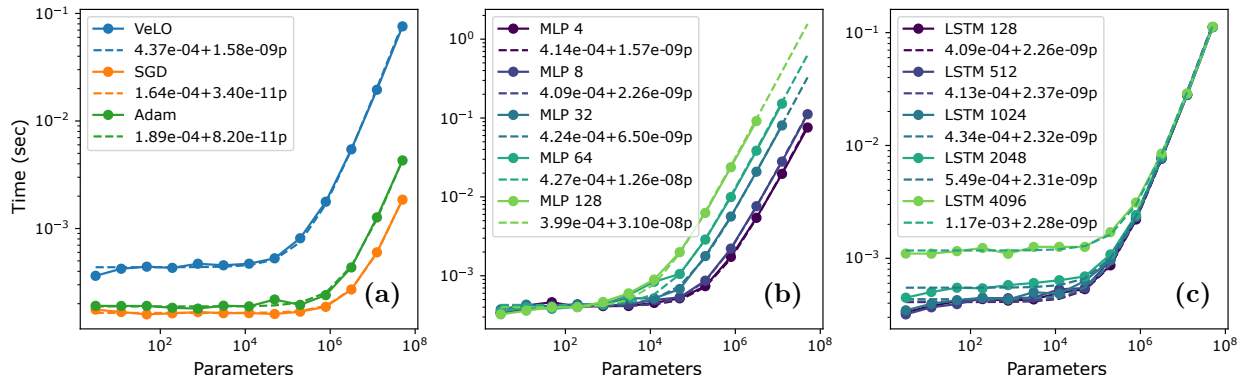 Time (sec)
10⁻¹
10⁻²
10⁻³
VeLO
4.37e-04+1.58e-09p
SGD
1.64e-04+3.40e-11p
Adam
1.89e-04+8.20e-11p
(a)
10²
10⁴
10⁶
10⁸
Parameters
10⁰
10⁻¹
10⁻²
10⁻³
MLP 4
4.14e-04+1.57e-09p
MLP 8
4.09e-04+2.26e-09p
MLP 32
4.24e-04+6.50e-09p
MLP 64
4.27e-04+1.26e-08p
MLP 128
3.99e-04+3.10e-08p
(b)
10²
10⁴
10⁶
10⁸
Parameters
10⁻¹
10⁻²
10⁻³
LSTM 128
4.09e-04+2.26e-09p
LSTM 512
4.13e-04+2.37e-09p
LSTM 1024
4.34e-04+2.32e-09p
LSTM 2048
5.49e-04+2.31e-09p
LSTM 4096
1.17e-03+2.28e-09p
(c)
10²
10⁴
10⁶
10⁸
Parameters